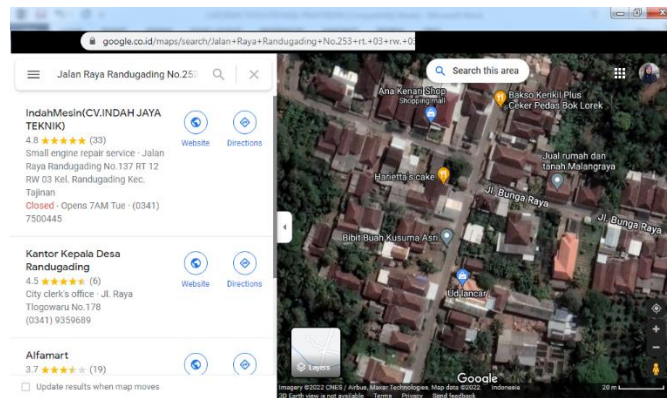 google.co.id/maps/search/Jalan+Raya+Randugading+No.253+rt.+03+rw.+0
Jalan Raya Randugading No.25
IndahMesin(CV.INDAH JAYA
TEKNIK)
4.8 ★★★★★ (33)
Small engine repair service · Jalan
Raya Randugading No.137 RT 12
RW 03 Kel. Randugading Kec.
Tajinan
Closed · Opens 7AM Tue · (0341)
7500445
Website
Directions
Kantor Kepala Desa
Randugading
4.5 (6)
City clerk's office · Jl. Raya
Tlogowaru No.178
(0341) 9359689
Website
Directions
Alfamart
3.7 (19)
Update results when map moves
Search this area
Ana Kenari Shop
Shopping mall
Bakso Kerikil Plus
Ceker Pedas Bok Lorek
Harietta's cake
Jual rumah dan
tanah Malangraya
Jl. Bunga Raya
Jl. Bunga Raya
Bibit Buah Kusuma Asri
Ud lancar
Layers
Google
Imagery ©2022 CNES / Airbus, Maxar Technologies, Map data ©2022 Indonesia 20 m
3D Earth view is not available Terms Privacy Send feedback